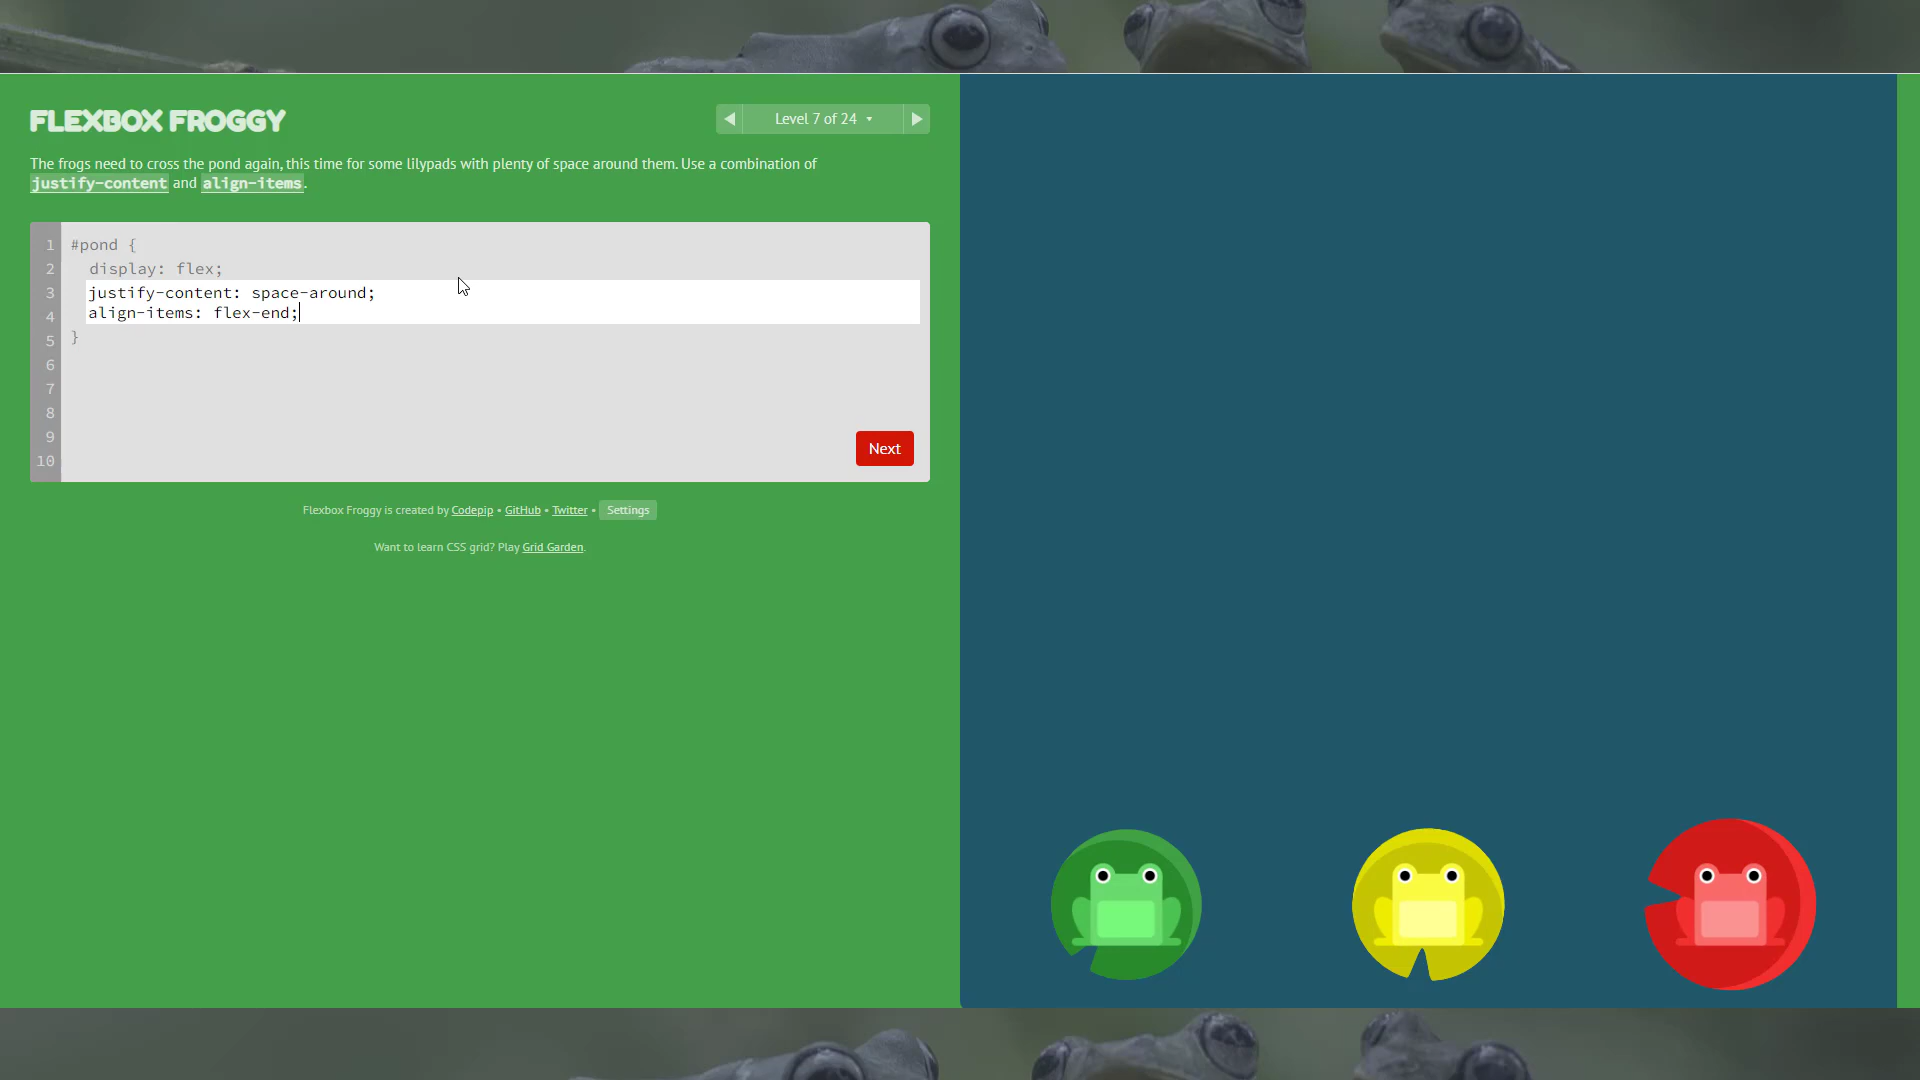 FLEXBOX FROGGY
Level 7 of 24
The frogs need to cross the pond again, this time for some lilypads with plenty of space around them. Use a combination of
justify-content and align-items.
1 #pond {
2 display: flex;
3 justify-content: space-around;
4 align-items: flex-end;
5 }
6
7
8
9
10
Next
Flexbox Froggy is created by Codepip • GitHub • Twitter • Settings
Want to learn CSS grid? Play Grid Garden.